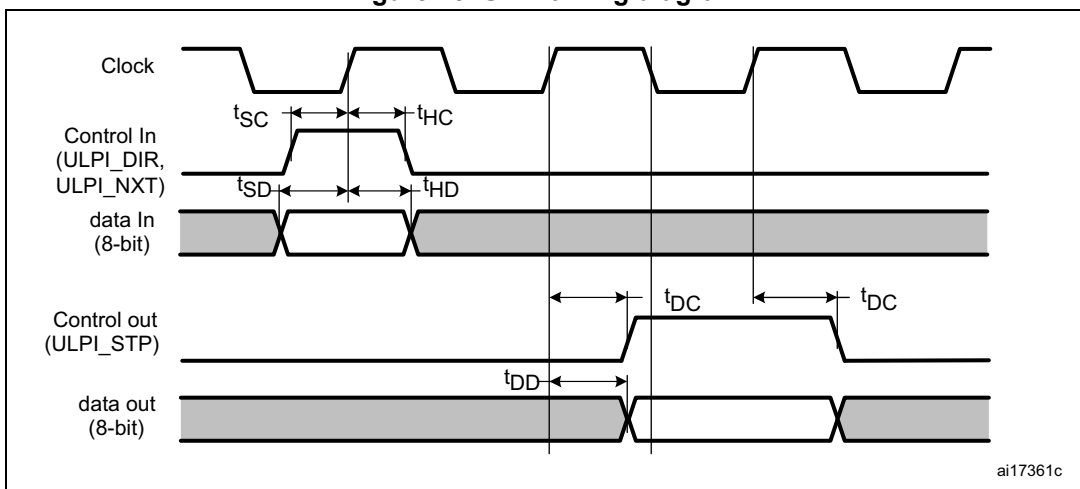 Clock
tSC
tHC
Control In
(ULPI_DIR,
ULPI_NXT)
tSD
tHD
data In
(8-bit)
tDC
tDC
Control out
(ULPI_STP)
tDD
data out
(8-bit)
ai17361c